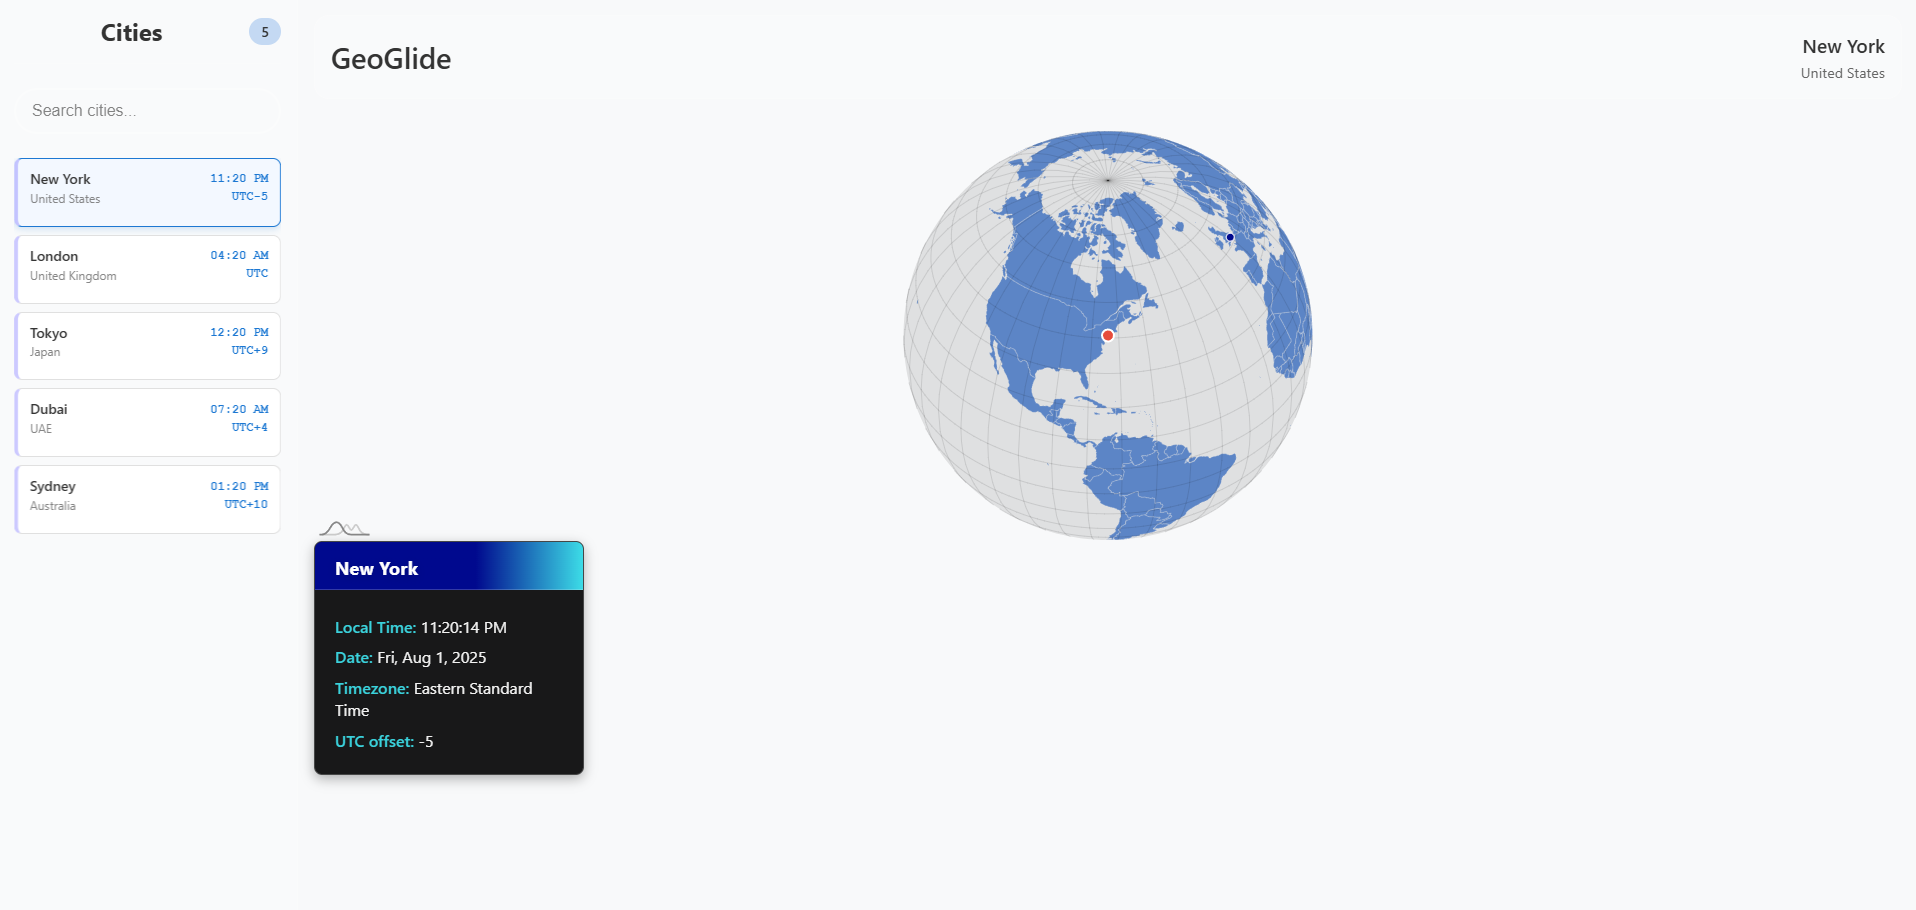 Cities
5
Search cities...
New York
11:20 PM
United States
UTC-5
London
04:20 AM
United Kingdom
UTC
Tokyo
12:20 PM
Japan
UTC+9
Dubai
07:20 AM
UAE
UTC+4
Sydney
01:20 PM
Australia
UTC+10
GeoGlide
New York
United States
New York
Local Time: 11:20:14 PM
Date: Fri, Aug 1, 2025
Timezone: Eastern Standard
Time
UTC offset: -5